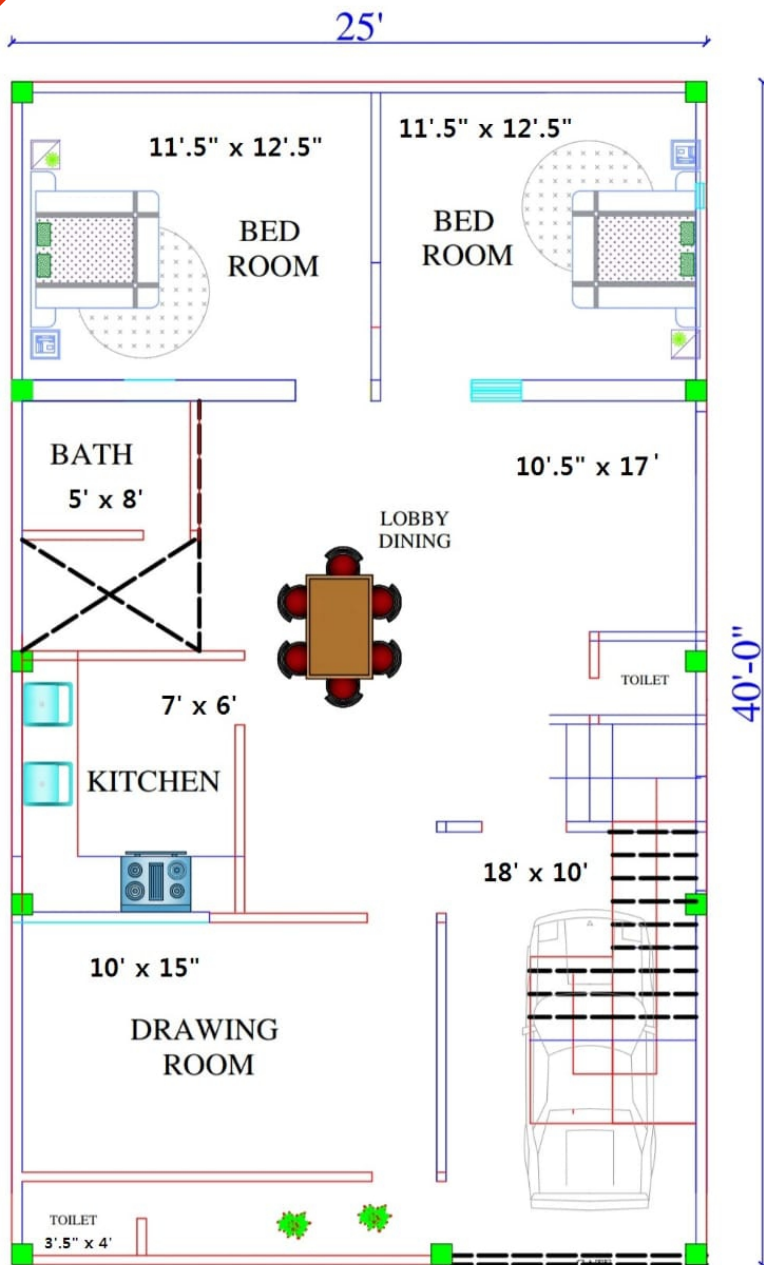 25'
11'.5" x 12'.5"
11'.5" x 12'.5"
BED
ROOM
BED
ROOM
BATH
5' x 8'
10'.5" x 17'
LOBBY
DINING
40'-0"
TOILET
7' x 6'
KITCHEN
18' x 10'
10' x 15"
DRAWING
ROOM
TOILET
3'.5" x 4'